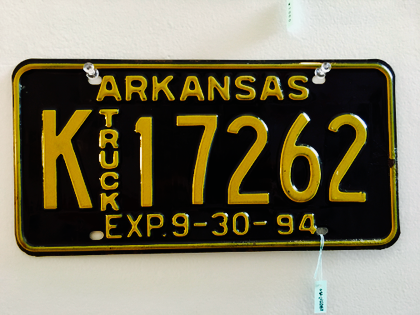 ARKANSAS
K TRUCK 17262
EXP. 9-30-94